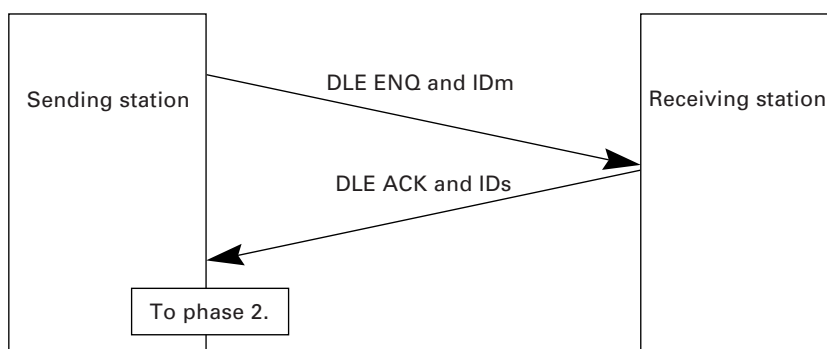 DLE ENQ and IDm
Sending station
Receiving station
DLE ACK and IDs
To phase 2.